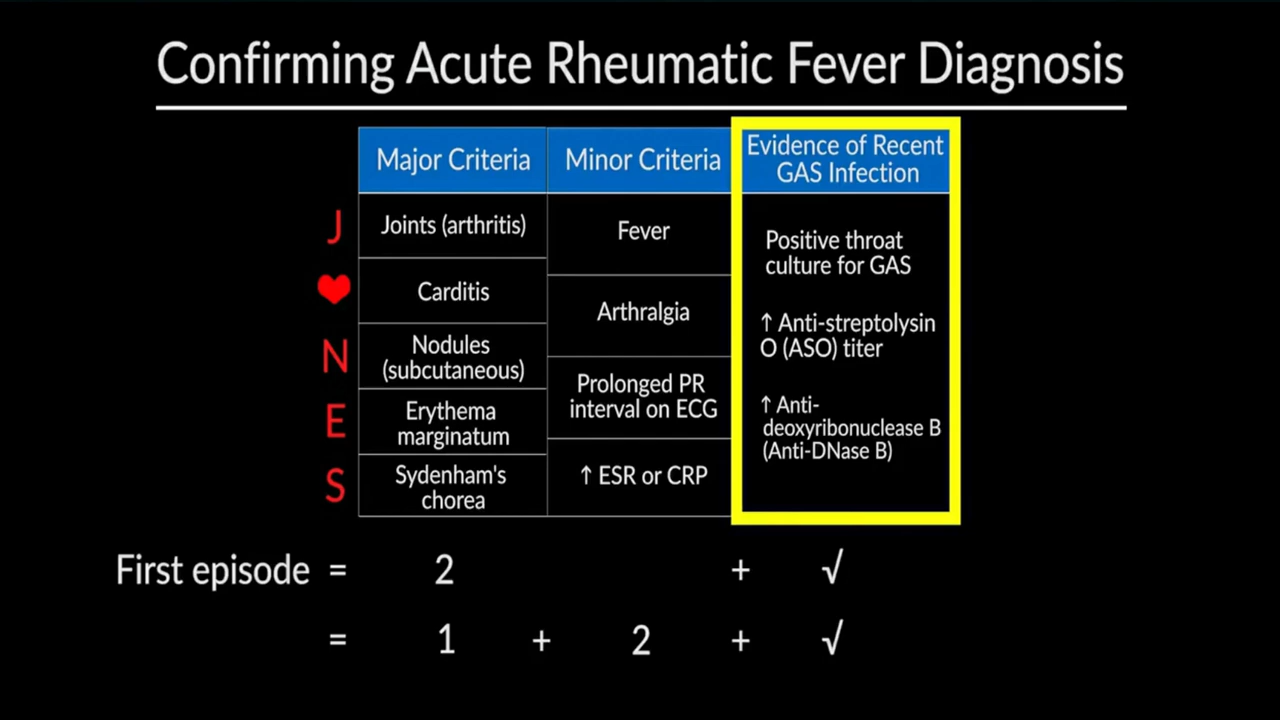 Confirming Acute Rheumatic Fever Diagnosis
Major Criteria
Minor Criteria
Evidence of Recent
GAS Infection
J
Joints (arthritis)
Carditis
N
Nodules
(subcutaneous)
E
Erythema
marginatum
S
Sydenham's
chorea
Fever
Arthralgia
Prolonged PR
interval on ECG
↑ ESR or CRP
Positive throat
culture for GAS
↑ Anti-streptolysin
O (ASO) titer
↑ Anti-
deoxyribonuclease B
(Anti-DNase B)
First episode = 2 + √
= 1 + 2 + √